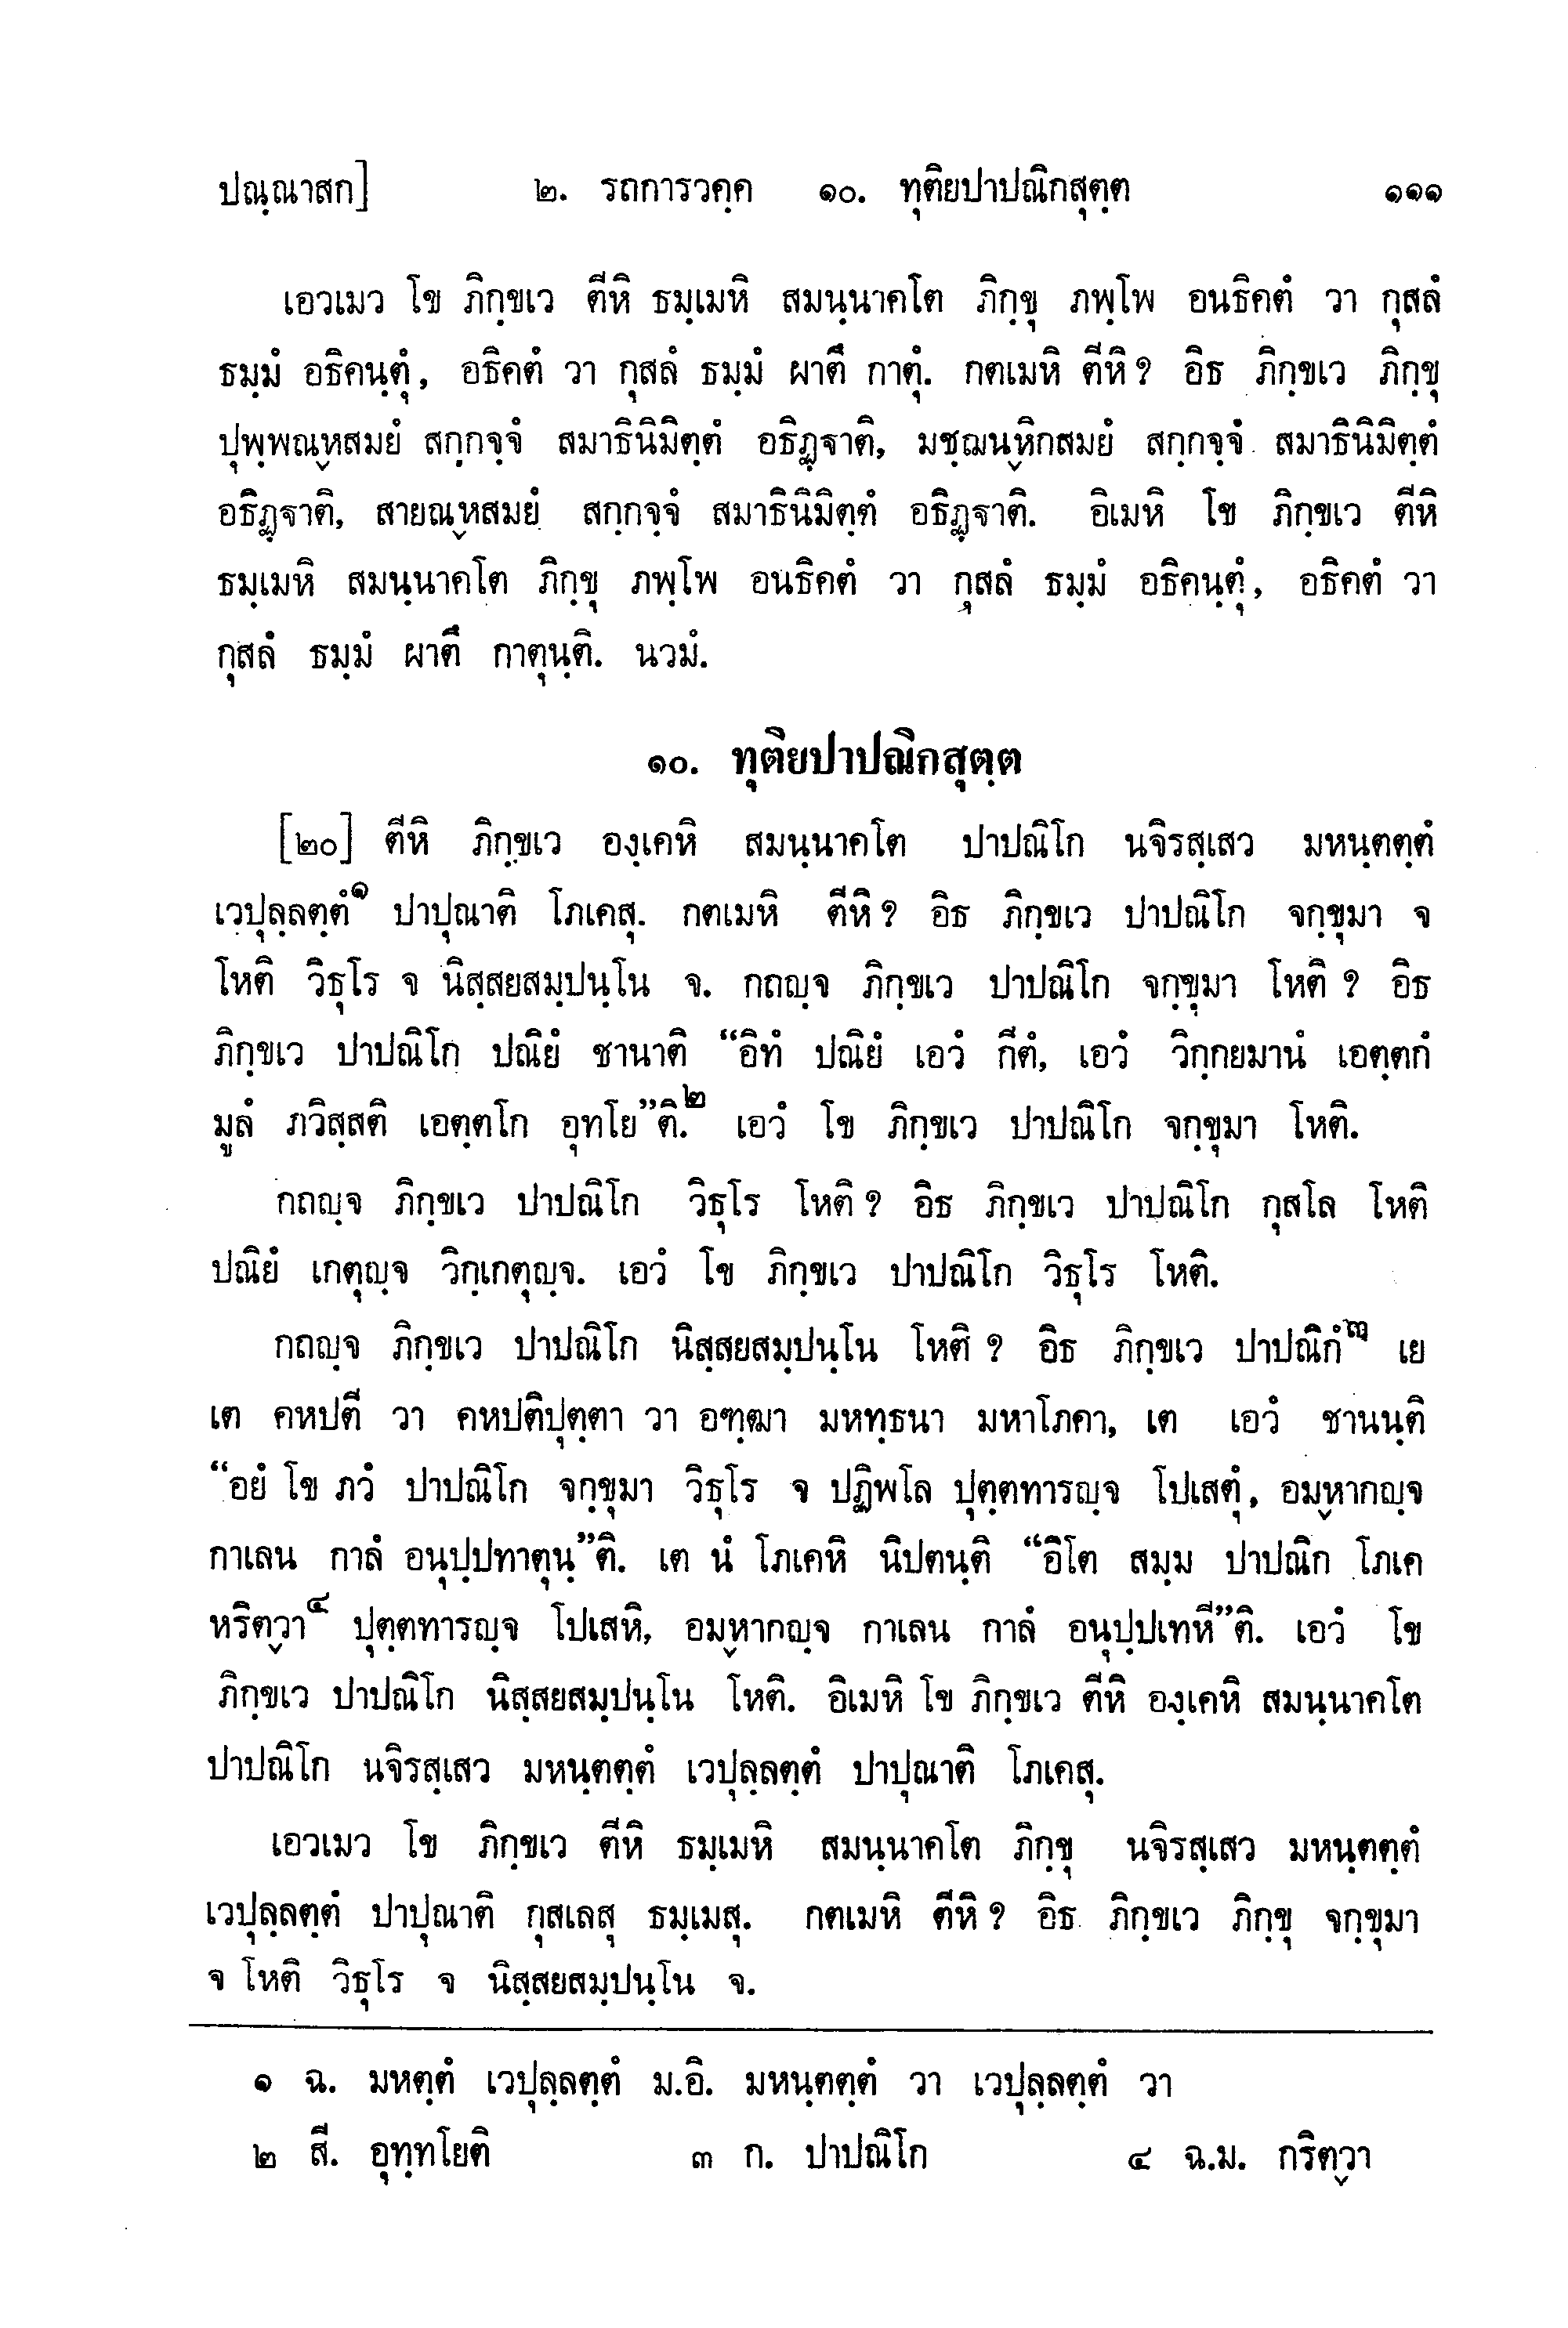 ปณฺณาสก] ๒. รถการวคฺค ๑๐. ทุติยปาปณิกสุตฺต ๑๑๑
เอวเมว โข ภิกฺขเว ตีหิ ธมฺเมหิ สมนฺนาคโต ภิกฺขุ ภพฺโพ อนธิคตํ วา กุสลํ
ธมฺมํ อธิคนฺตุํ, อธิคตํ วา กุสลํ ธมฺมํ ผาตึ กาตุํ. กตเมหิ ตีหิ ? อิธ ภิกฺขเว ภิกฺขุ
ปุพฺพณฺหสมยํ สกฺกจฺจํ สมาธินิมิตฺตํ อธิฏฺฐาติ, มชฺฌนฺหิกสมยํ สกฺกจฺจํ สมาธินิมิตฺตํ
อธิฏฺฐาติ, สายณฺหสมยํ สกฺกจฺจํ สมาธินิมิตฺตํ อธิฏฺฐาติ. อิเมหิ โข ภิกฺขเว ตีหิ
ธมฺเมหิ สมนฺนาคโต ภิกฺขุ ภพฺโพ อนธิคตํ วา กุสลํ ธมฺมํ อธิคนฺตุํ, อธิคตํ วา
กุสลํ ธมฺมํ ผาตึ กาตุนฺติ. นวมํ.
๑๐. ทุติยปาปณิกสุตฺต
[๒๐] ตีหิ ภิกฺขเว องฺเคหิ สมนฺนาคโต ปาปณิโก นจิรสฺเสว มหนฺตตฺตํ
เวปุลฺลตฺตํ๑ ปาปุณาติ โภเคสุ. กตเมหิ ตีหิ ? อิธ ภิกฺขเว ปาปณิโก จกฺขุมา จ
โหติ วิธุโร จ นิสฺสยสมฺปนฺโน จ. กถญฺจ ภิกฺขเว ปาปณิโก จกฺขุมา โหติ ? อิธ
ภิกฺขเว ปาปณิโก ปณิยํ ชานาติ “อิทํ ปณิยํ เอวํ กีตํ, เอวํ วิกฺกยมานํ เอตฺตกํ
มูลํ ภวิสฺสติ เอตฺตโก อุทโย”ติ.๒ เอวํ โข ภิกฺขเว ปาปณิโก จกฺขุมา โหติ.
กถญฺจ ภิกฺขเว ปาปณิโก วิธุโร โหติ ? อิธ ภิกฺขเว ปาปณิโก กุสโล โหติ
ปณิยํ เกตุญฺจ วิกฺเกตุญฺจ. เอวํ โข ภิกฺขเว ปาปณิโก วิธุโร โหติ.
กถญฺจ ภิกฺขเว ปาปณิโก นิสฺสยสมฺปนฺโน โหติ ? อิธ ภิกฺขเว ปาปณิกํ๓ เย
เต คหปตี วา คหปติปุตฺตา วา อฑฺฒา มหทฺธนา มหาโภคา, เต เอวํ ชานนฺติ
“อยํ โข ภวํ ปาปณิโก จกฺขุมา วิธุโร จ ปฏิพโล ปุตฺตทารญฺจ โปเสตุํ, อมฺหากญฺจ
กาเลน กาลํ อนุปฺปทาตุนฺ”ติ. เต นํ โภเคหิ นิปตนฺติ “อิโต สมฺม ปาปณิก โภเค
หริตฺวา๔ ปุตฺตทารญฺจ โปเสหิ, อมฺหากญฺจ กาเลน กาลํ อนุปฺปเทหี”ติ. เอวํ โข
ภิกฺขเว ปาปณิโก นิสฺสยสมฺปนฺโน โหติ. อิเมหิ โข ภิกฺขเว ตีหิ องฺเคหิ สมนฺนาคโต
ปาปณิโก นจิรสฺเสว มหนฺตตฺตํ เวปุลฺลตฺตํ ปาปุณาติ โภเคสุ.
เอวเมว โข ภิกฺขเว ตีหิ ธมฺเมหิ สมนฺนาคโต ภิกฺขุ นจิรสฺเสว มหนฺตตฺตํ
เวปุลฺลตฺตํ ปาปุณาติ กุสเลสุ ธมฺเมสุ. กตเมหิ ตีหิ ? อิธ ภิกฺขเว ภิกฺขุ จกฺขุมา
จ โหติ วิธุโร จ นิสฺสยสมฺปนฺโน จ.
๑ ฉ. มหตฺตํ เวปุลฺลตฺตํ ม.อิ. มหนฺตตฺตํ วา เวปุลฺลตฺตํ วา
๒ สี. อุทฺทโยติ ๓ ก. ปาปณิโก ๔ ฉ.ม. กริตฺวา